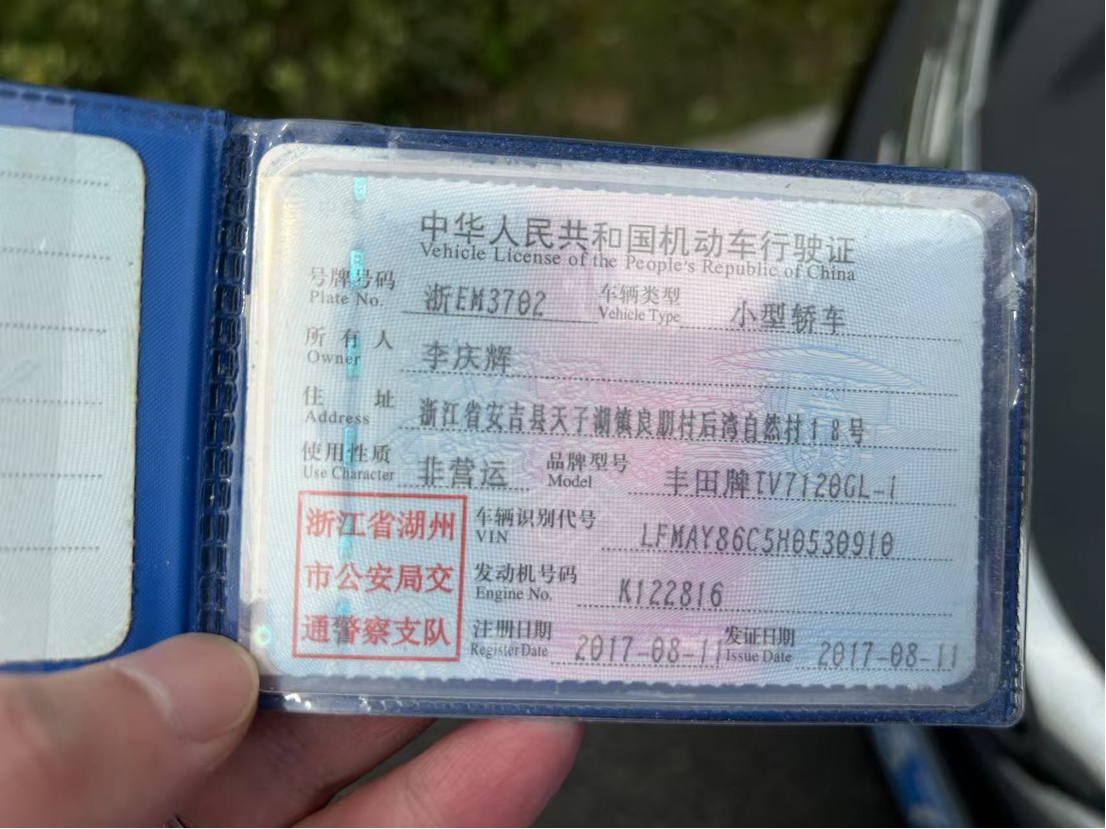 中华人民共和国机动车行驶证
Vehicle License of the People's Republic of China
号牌号码 浙EM3702 车辆类型 小型轿车
Plate No. Vehicle Type
所有人 李庆辉
Owner
住址 浙江省安吉县天子湖镇良朋村后湾自然村18号
Address
使用性质 非营运 品牌型号 丰田牌TV7120GL-i
Use Character Model
浙江省湖州
市公安局交
通警察支队
车辆识别代号 LFMAY86C5H0530910
VIN
发动机号码 K122816
Engine No.
注册日期 2017-08-11 发证日期 2017-08-11
Register Date Issue Date